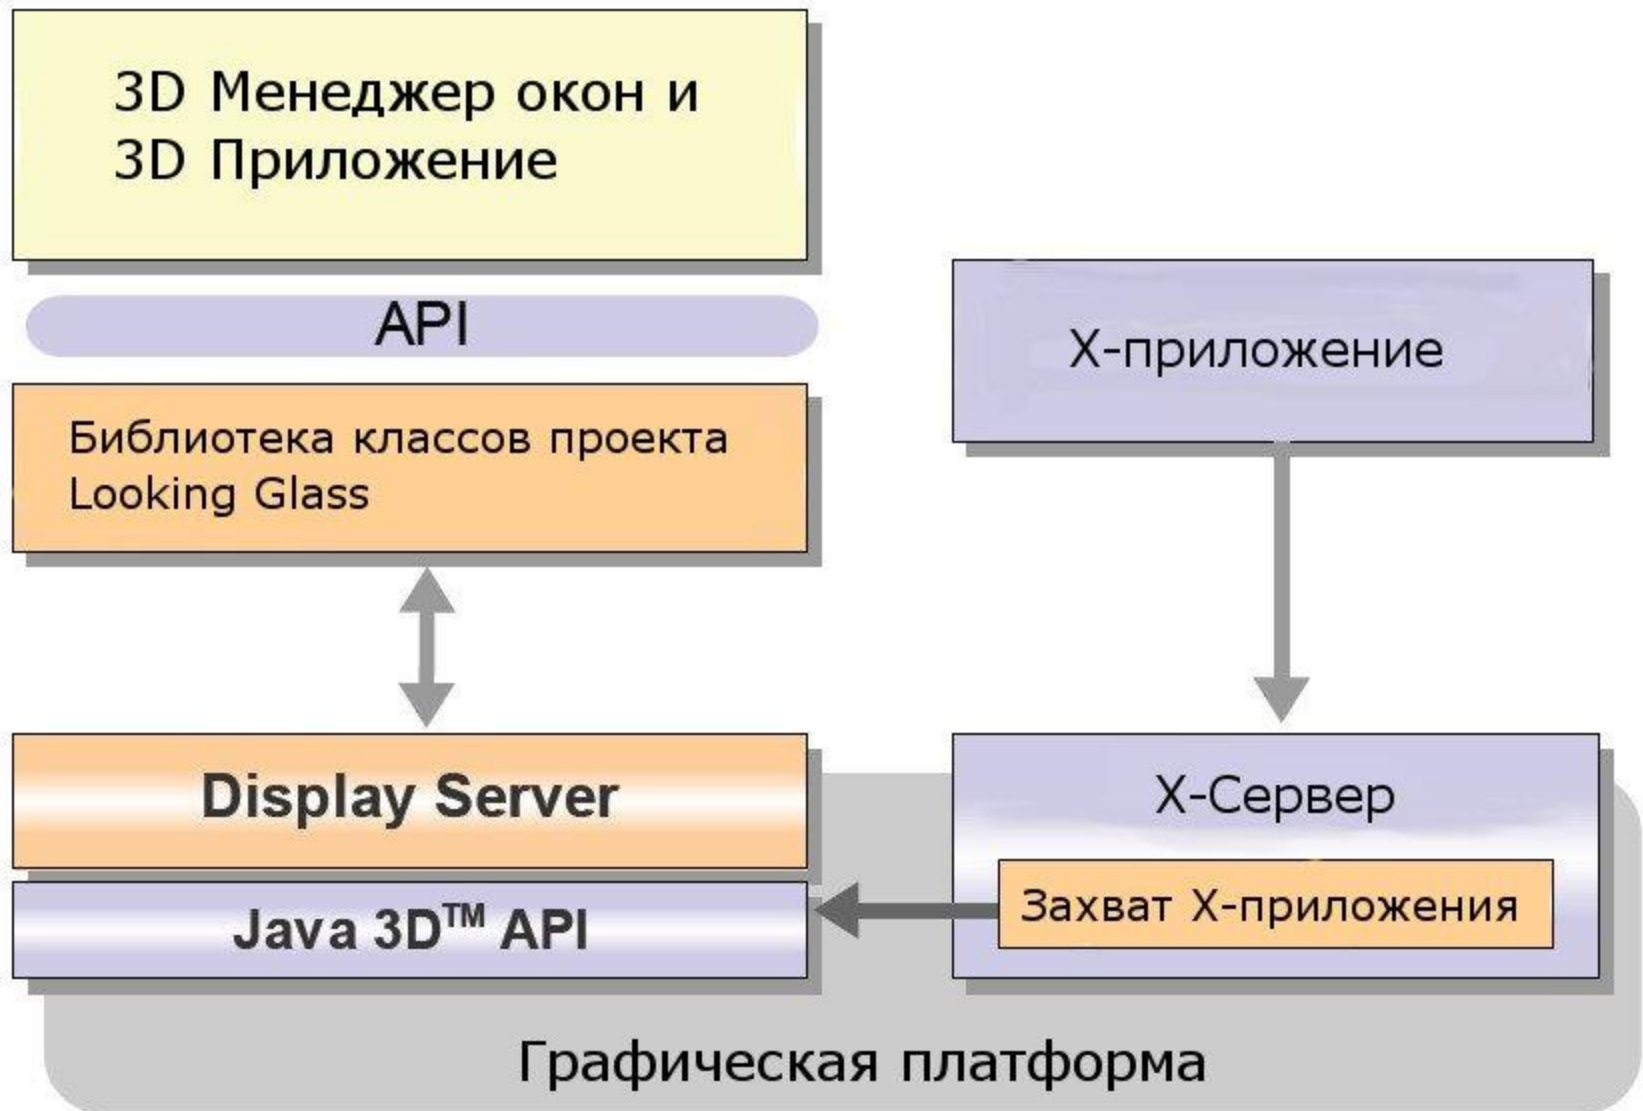 3D Менеджер окон и
3D Приложение
API
Библиотека классов проекта
Looking Glass
X-приложение
Display Server
Java 3D™ API
X-Сервер
Захват X-приложения
Графическая платформа